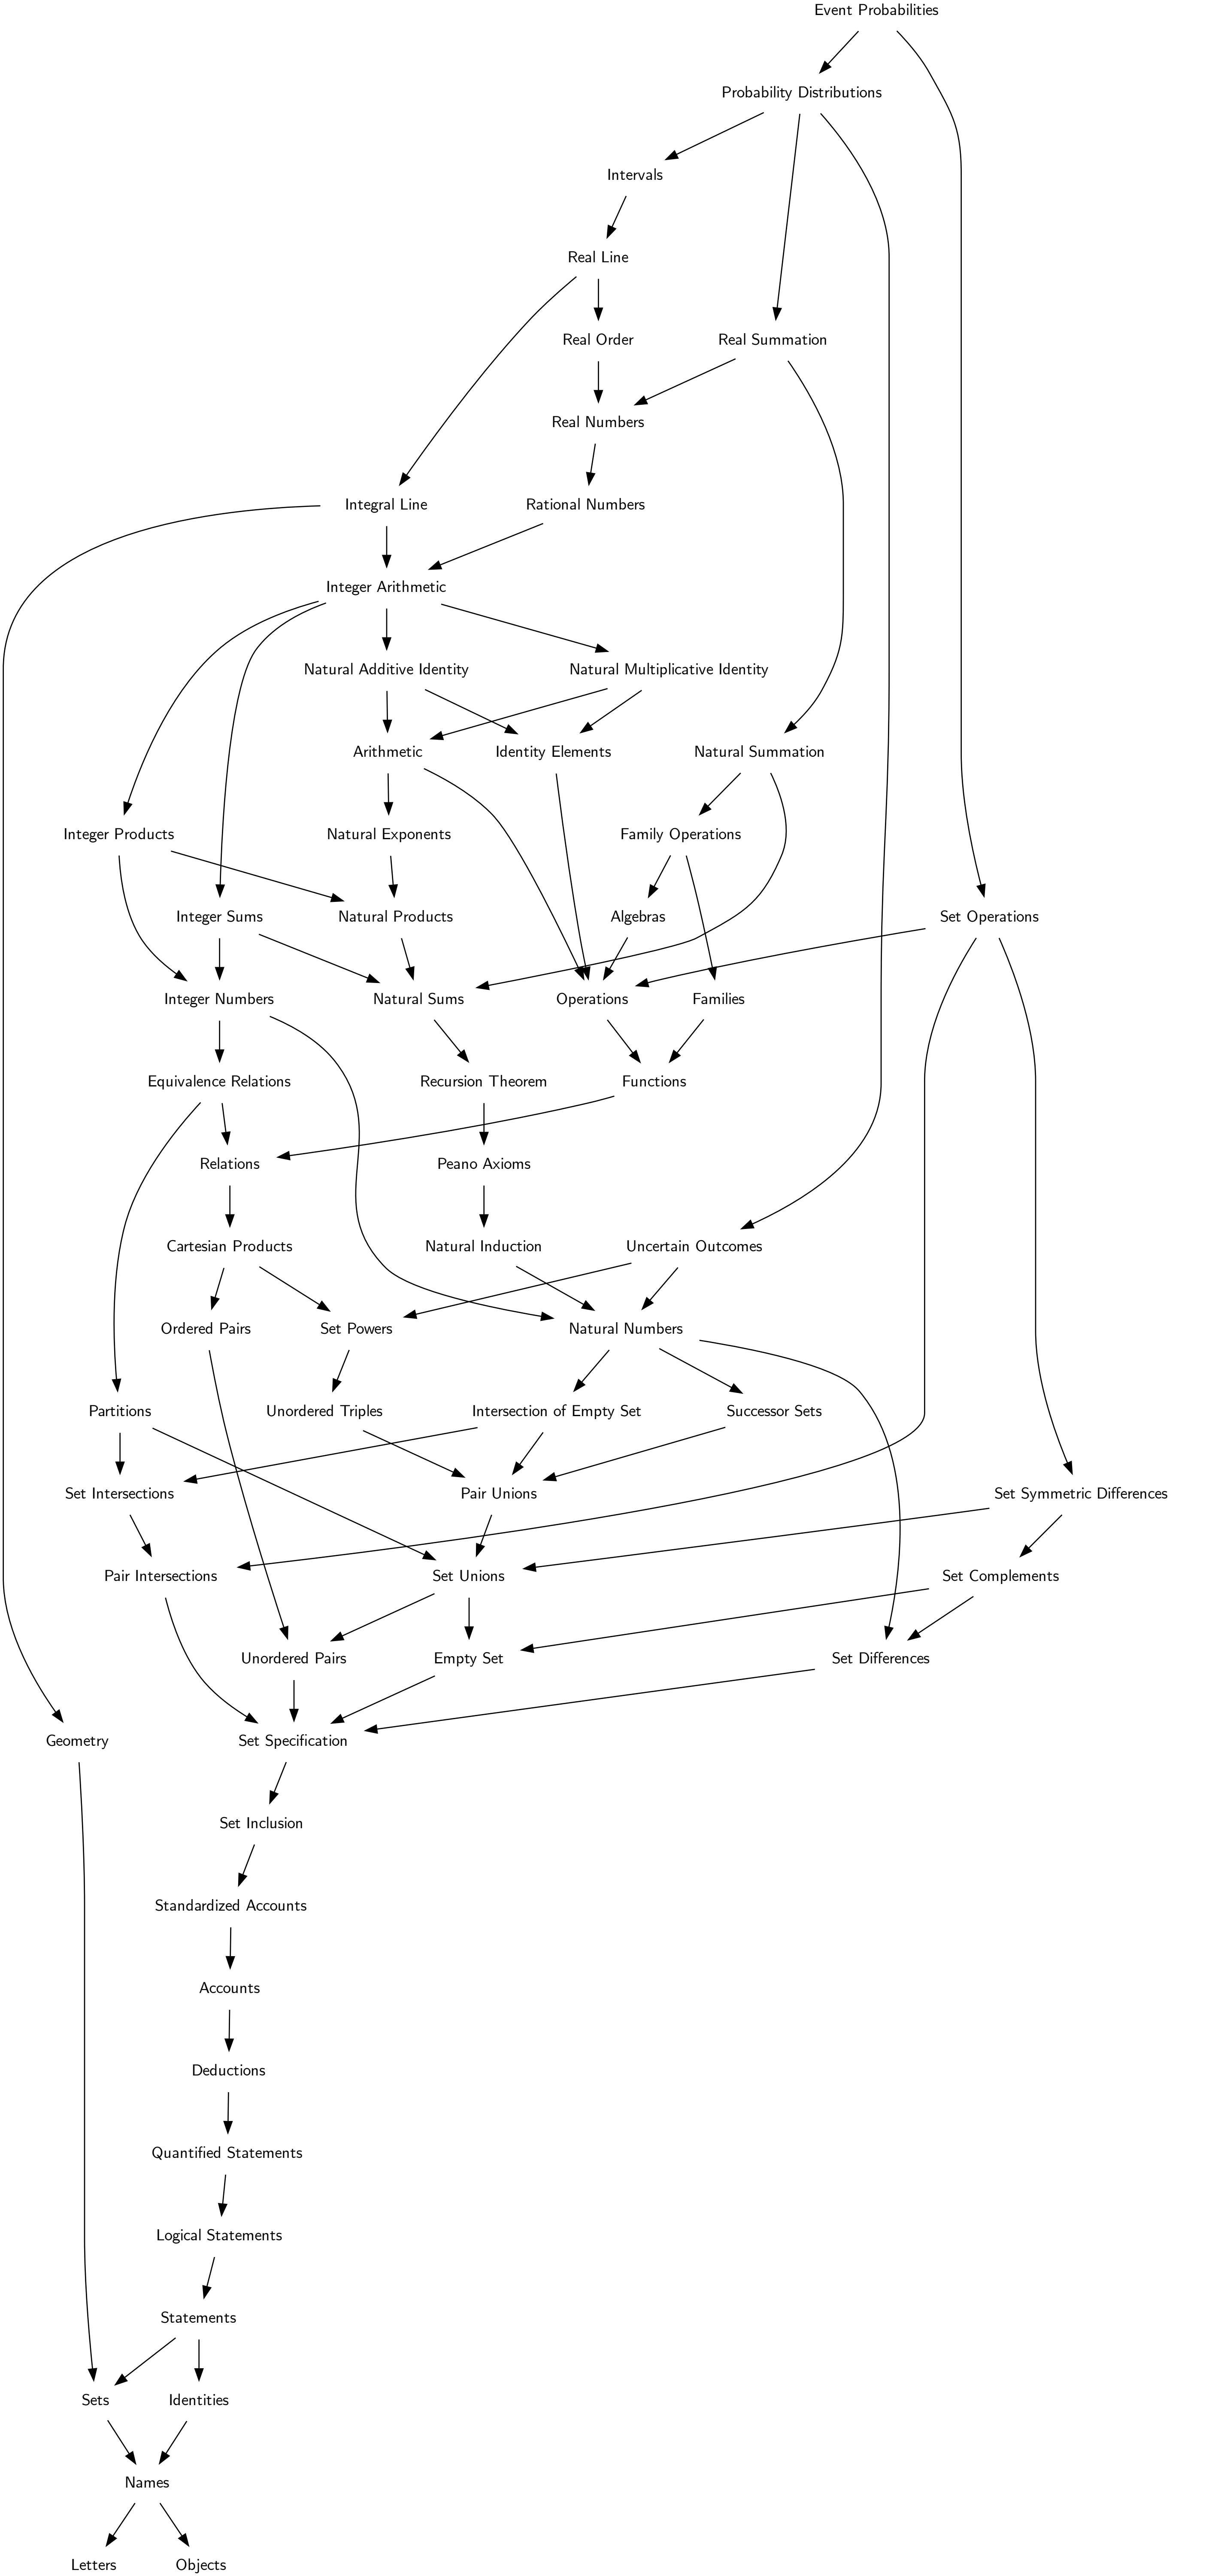 Event Probabilities
Probability Distributions
Intervals
Real Line
Real Order
Real Summation
Real Numbers
Integral Line
Rational Numbers
Integer Arithmetic
Natural Additive Identity
Natural Multiplicative Identity
Arithmetic
Identity Elements
Natural Summation
Integer Products
Natural Exponents
Family Operations
Integer Sums
Natural Products
Algebras
Set Operations
Integer Numbers
Natural Sums
Operations
Families
Equivalence Relations
Recursion Theorem
Functions
Relations
Peano Axioms
Cartesian Products
Natural Induction
Uncertain Outcomes
Ordered Pairs
Set Powers
Natural Numbers
Partitions
Unordered Triples
Intersection of Empty Set
Successor Sets
Set Intersections
Pair Unions
Set Symmetric Differences
Pair Intersections
Set Unions
Set Complements
Unordered Pairs
Empty Set
Set Differences
Geometry
Set Specification
Set Inclusion
Standardized Accounts
Accounts
Deductions
Quantified Statements
Logical Statements
Statements
Sets
Identities
Names
Letters
Objects